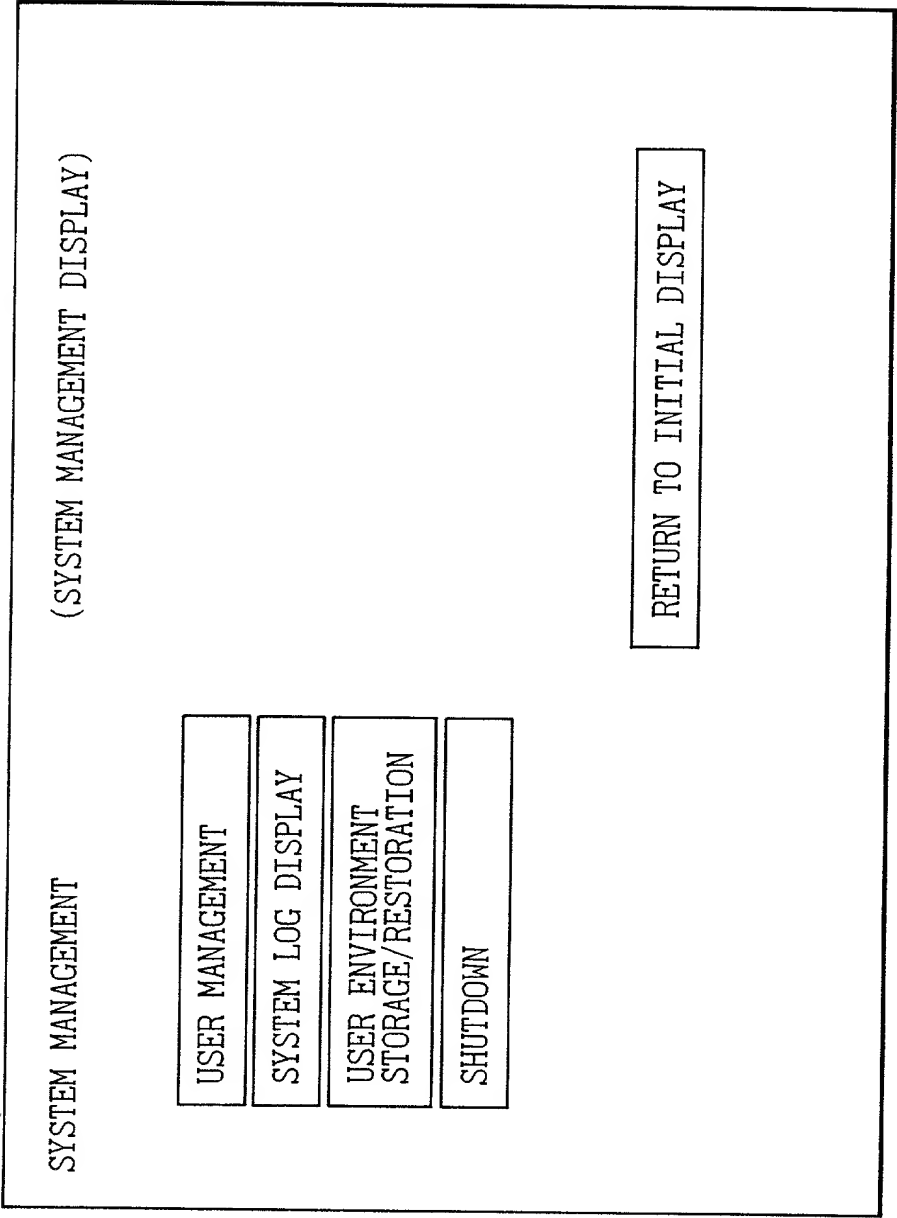 SYSTEM MANAGEMENT (SYSTEM MANAGEMENT DISPLAY)
USER MANAGEMENT
SYSTEM LOG DISPLAY
USER ENVIRONMENT
STORAGE/RESTORATION
SHUTDOWN
RETURN TO INITIAL DISPLAY